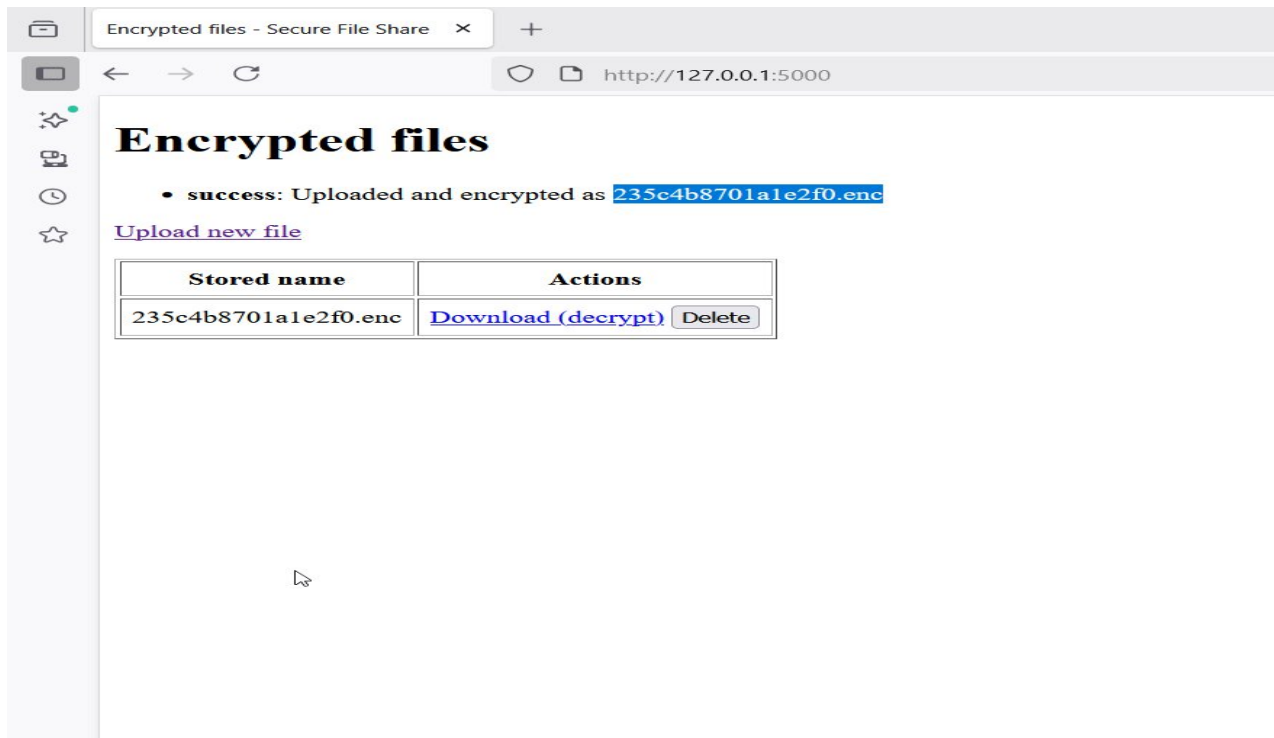 Encrypted files - Secure File Share
http://127.0.0.1:5000
Encrypted files
success: Uploaded and encrypted as 235c4b8701a1e2f0.enc
Upload new file
Stored name Actions
235c4b8701a1e2f0.enc Download (decrypt) Delete